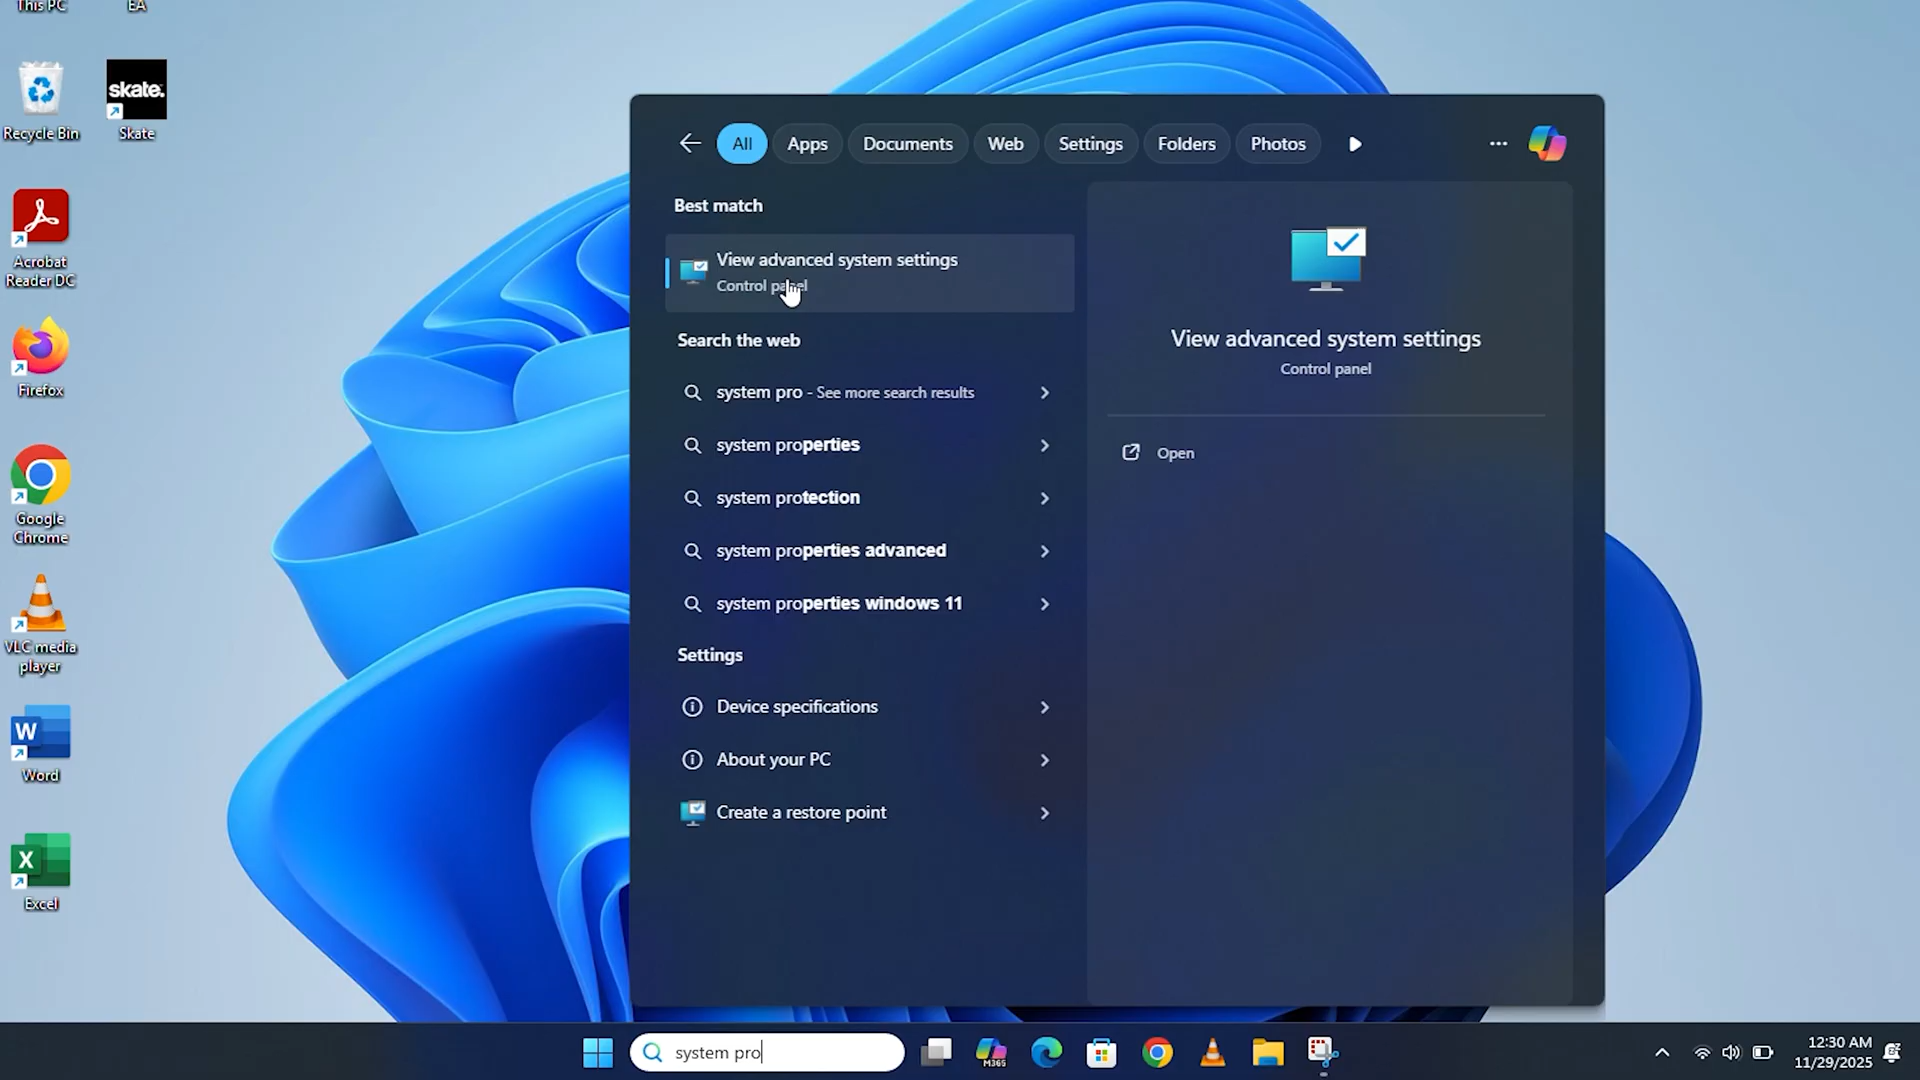 This PC
EA
Recycle Bin
skate.
Skate
Acrobat
Reader DC
Firefox
Google
Chrome
VLC media
player
W
Word
X
Excel
All
Apps
Documents
Web
Settings
Folders
Photos
Best match
View advanced system settings
Control panel
Search the web
system pro - See more search results
system properties
system protection
system properties advanced
system properties windows 11
Settings
Device specifications
About your PC
Create a restore point
View advanced system settings
Control panel
Open
system pro
M365
12:30 AM
11/29/2025